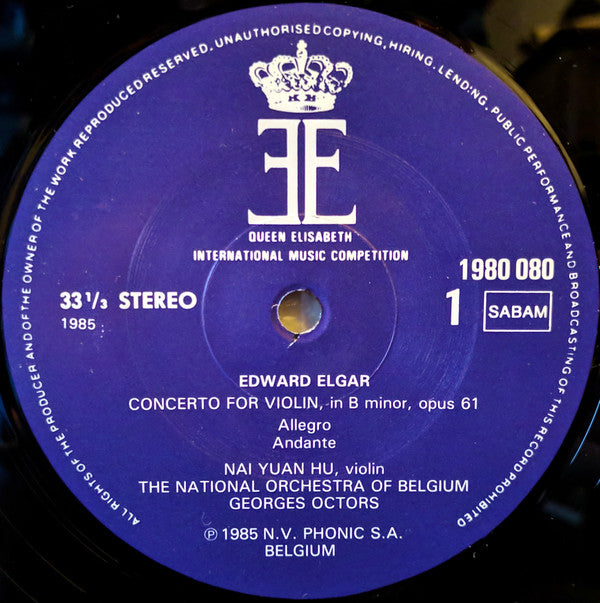 ALL RIGHTS OF THE PRODUCER AND OF THE OWNER OF THE WORK REPRODUCED RESERVED. UNAUTHORISED COPYING, HIRING, LENDING, PUBLIC PERFORMANCE AND BROADCASTING OF THIS RECORD PROHIBITED
EE
QUEEN ELISABETH
INTERNATIONAL MUSIC COMPETITION
1980 080
33 1/3 STEREO
1 SABAM
1985
EDWARD ELGAR
CONCERTO FOR VIOLIN, in B minor, opus 61
Allegro
Andante
NAI YUAN HU, violin
THE NATIONAL ORCHESTRA OF BELGIUM
GEORGES OCTORS
℗ 1985 N.V. PHONIC S.A.
BELGIUM